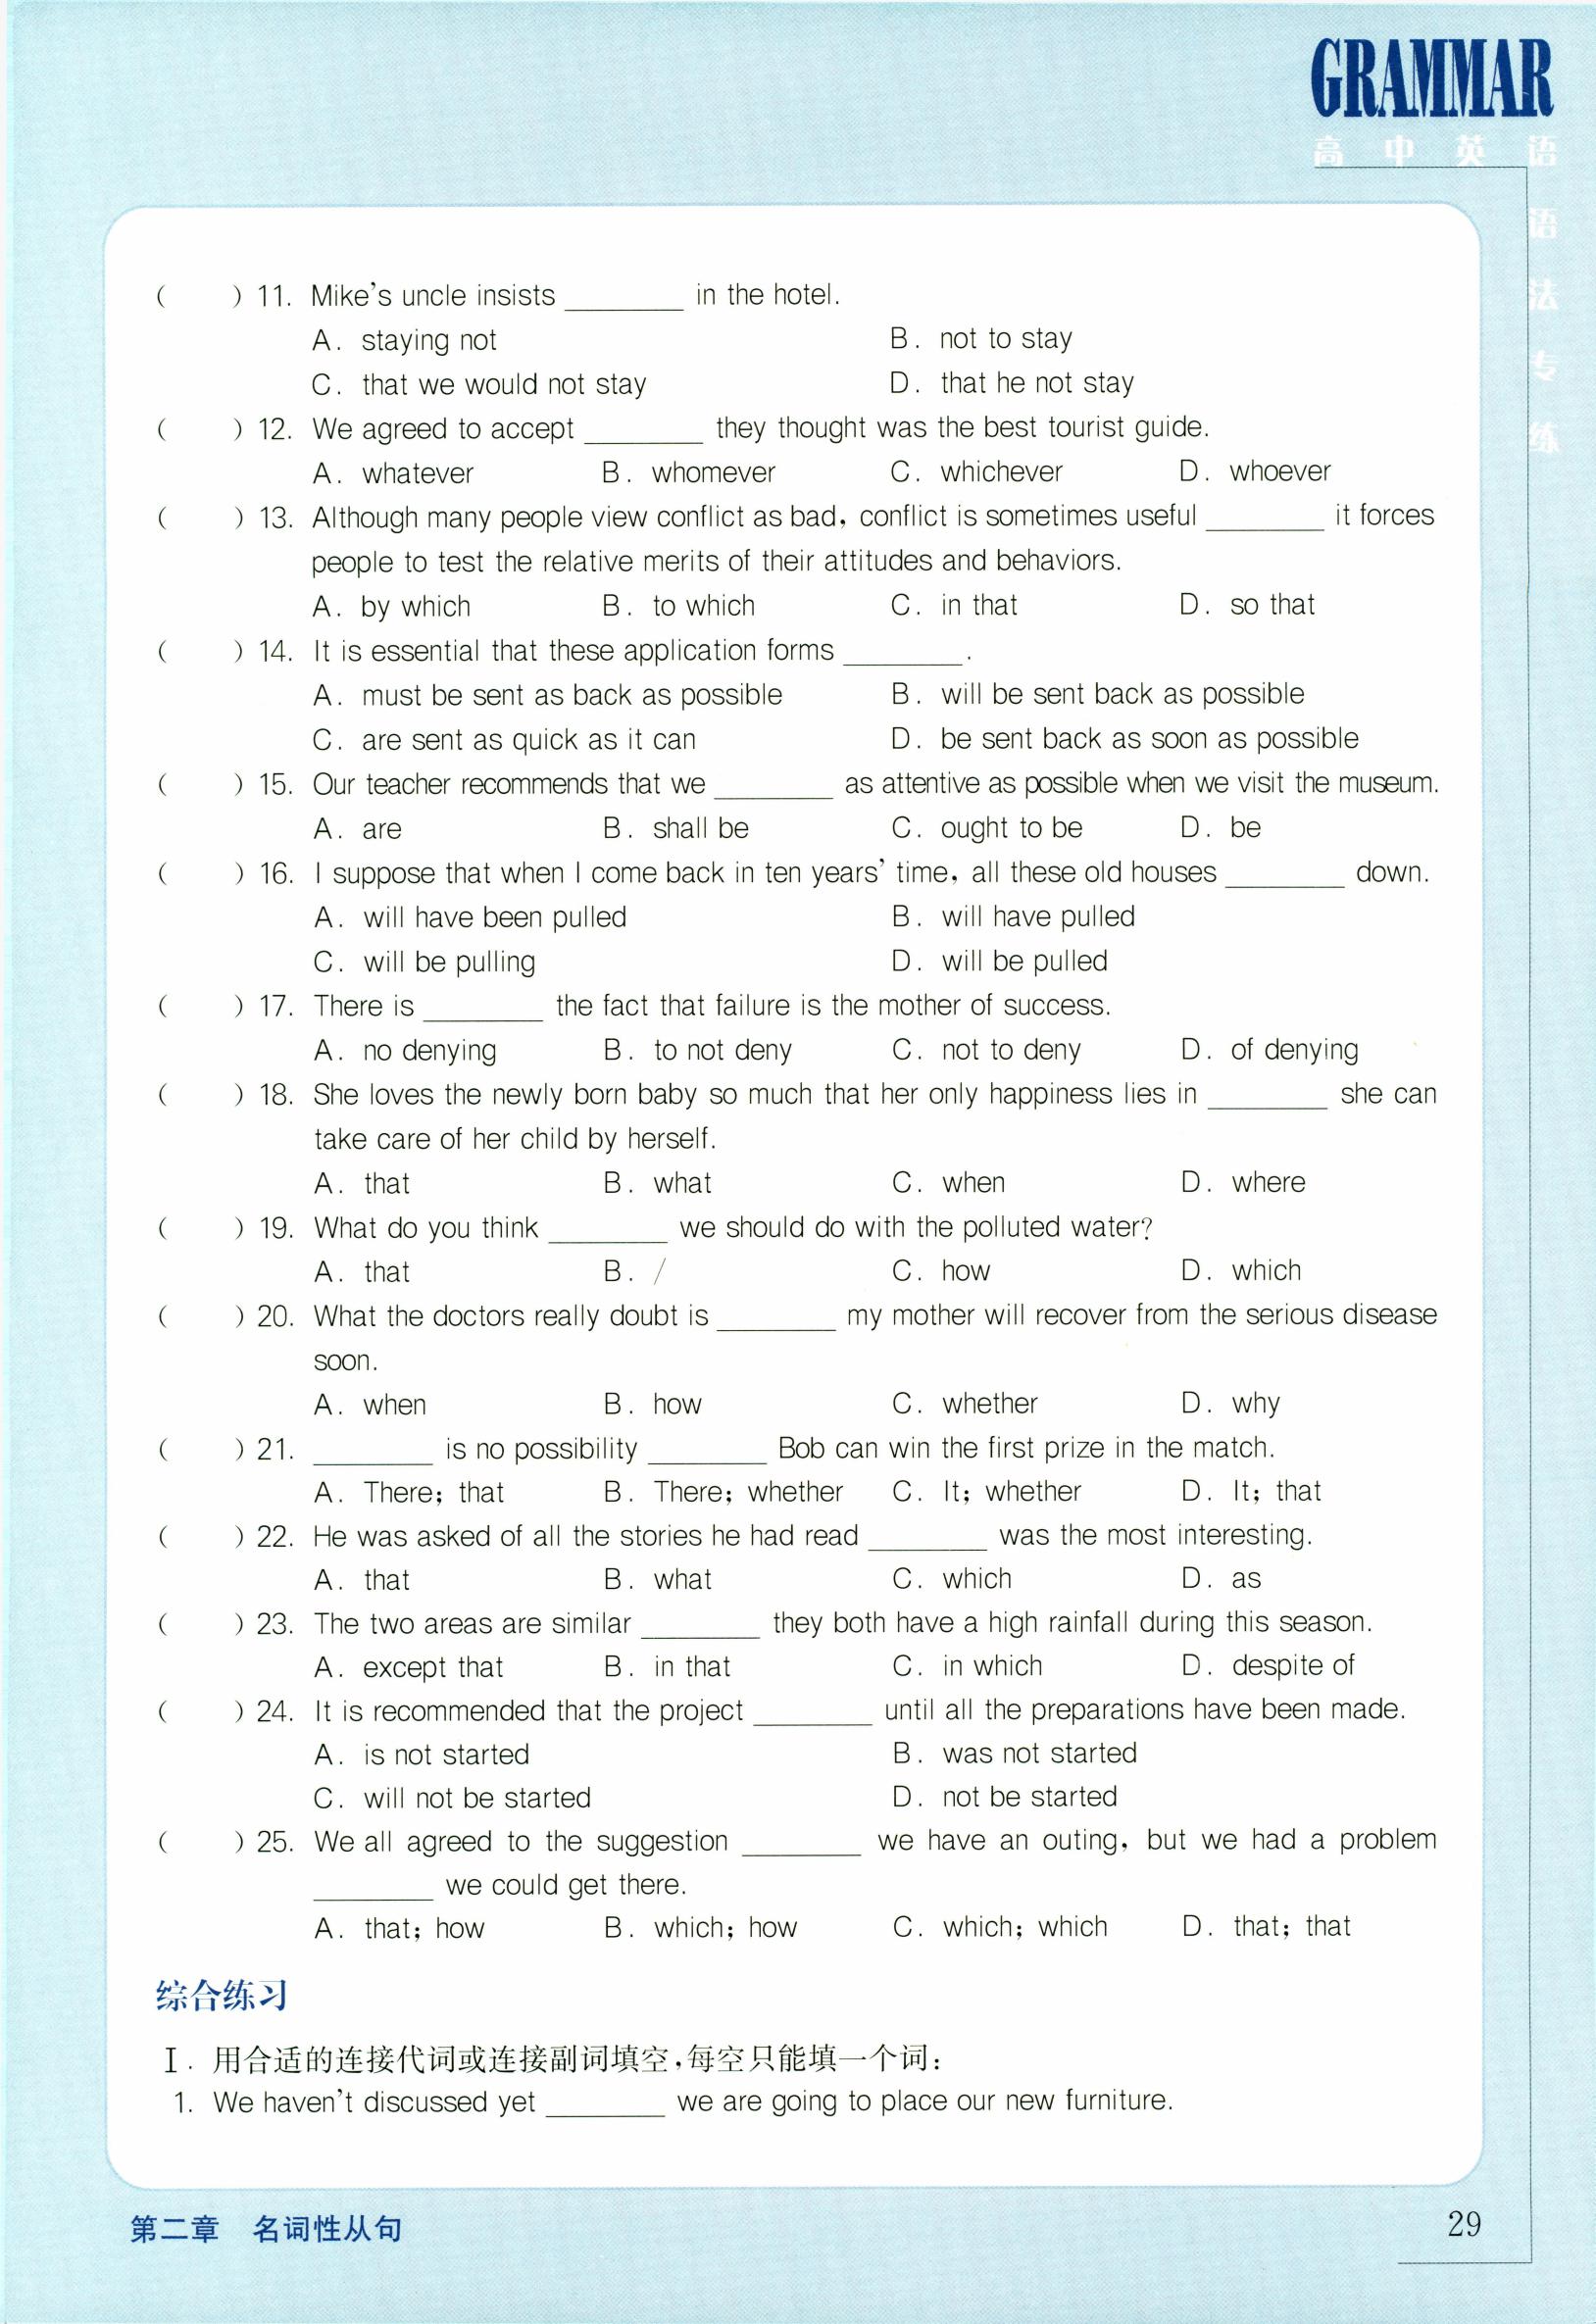 GRAMMAR
高中英语
语
法
专
练
(    ) 11. Mike's uncle insists ________ in the hotel.
A. staying not    B. not to stay
C. that we would not stay    D. that he not stay
(    ) 12. We agreed to accept ________ they thought was the best tourist guide.
A. whatever    B. whomever    C. whichever    D. whoever
(    ) 13. Although many people view conflict as bad, conflict is sometimes useful ________ it forces
people to test the relative merits of their attitudes and behaviors.
A. by which    B. to which    C. in that    D. so that
(    ) 14. It is essential that these application forms ________.
A. must be sent as back as possible    B. will be sent back as possible
C. are sent as quick as it can    D. be sent back as soon as possible
(    ) 15. Our teacher recommends that we ________ as attentive as possible when we visit the museum.
A. are    B. shall be    C. ought to be    D. be
(    ) 16. I suppose that when I come back in ten years' time, all these old houses ________ down.
A. will have been pulled    B. will have pulled
C. will be pulling    D. will be pulled
(    ) 17. There is ________ the fact that failure is the mother of success.
A. no denying    B. to not deny    C. not to deny    D. of denying
(    ) 18. She loves the newly born baby so much that her only happiness lies in ________ she can
take care of her child by herself.
A. that    B. what    C. when    D. where
(    ) 19. What do you think ________ we should do with the polluted water?
A. that    B. /    C. how    D. which
(    ) 20. What the doctors really doubt is ________ my mother will recover from the serious disease
soon.
A. when    B. how    C. whether    D. why
(    ) 21. ________ is no possibility ________ Bob can win the first prize in the match.
A. There; that    B. There; whether    C. It; whether    D. It; that
(    ) 22. He was asked of all the stories he had read ________ was the most interesting.
A. that    B. what    C. which    D. as
(    ) 23. The two areas are similar ________ they both have a high rainfall during this season.
A. except that    B. in that    C. in which    D. despite of
(    ) 24. It is recommended that the project ________ until all the preparations have been made.
A. is not started    B. was not started
C. will not be started    D. not be started
(    ) 25. We all agreed to the suggestion ________ we have an outing, but we had a problem
________ we could get there.
A. that; how    B. which; how    C. which; which    D. that; that
综合练习
Ⅰ. 用合适的连接代词或连接副词填空,每空只能填一个词:
1. We haven't discussed yet ________ we are going to place our new furniture.
第二章 名词性从句
29